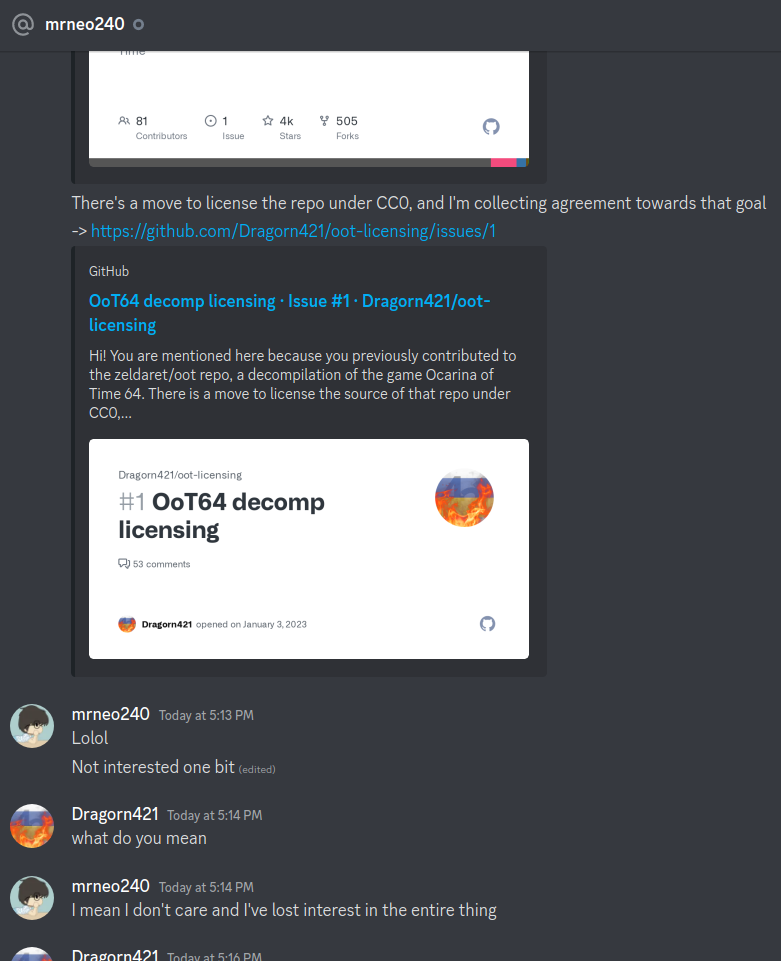 @ mrneo240
Time
81
Contributors
1
Issue
4k
Stars
505
Forks
There's a move to license the repo under CC0, and I'm collecting agreement towards that goal
-> https://github.com/Dragorn421/oot-licensing/issues/1
GitHub
OoT64 decomp licensing · Issue #1 · Dragorn421/oot-
licensing
Hi! You are mentioned here because you previously contributed to
the zeldaret/oot repo, a decompilation of the game Ocarina of
Time 64. There is a move to license the source of that repo under
CC0,...
Dragorn421/oot-licensing
#1 OoT64 decomp
licensing
53 comments
Dragorn421 opened on January 3, 2023
mrneo240 Today at 5:13 PM
Lolol
Not interested one bit (edited)
Dragorn421 Today at 5:14 PM
what do you mean
mrneo240 Today at 5:14 PM
I mean I don't care and I've lost interest in the entire thing
Dragorn421 Today at 5:16 PM